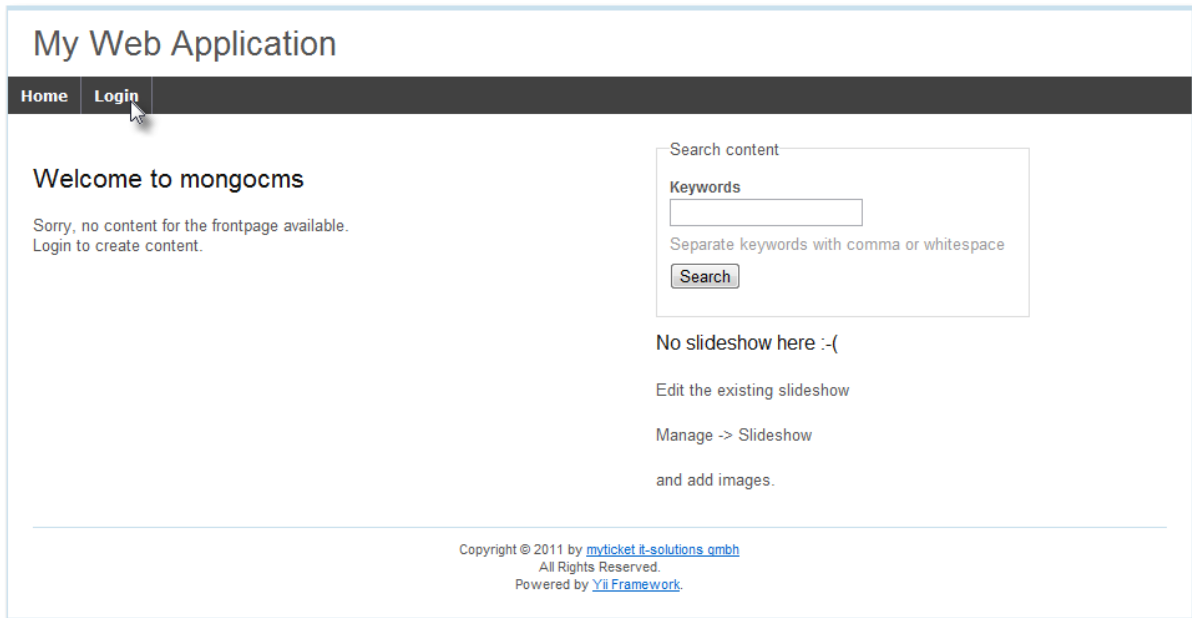 My Web Application
Home
Login
Welcome to mongocms
Sorry, no content for the frontpage available.
Login to create content.
Search content
Keywords
Separate keywords with comma or whitespace
Search
No slideshow here :-(
Edit the existing slideshow
Manage -> Slideshow
and add images.
Copyright © 2011 by myticket it-solutions gmbh
All Rights Reserved.
Powered by Yii Framework.